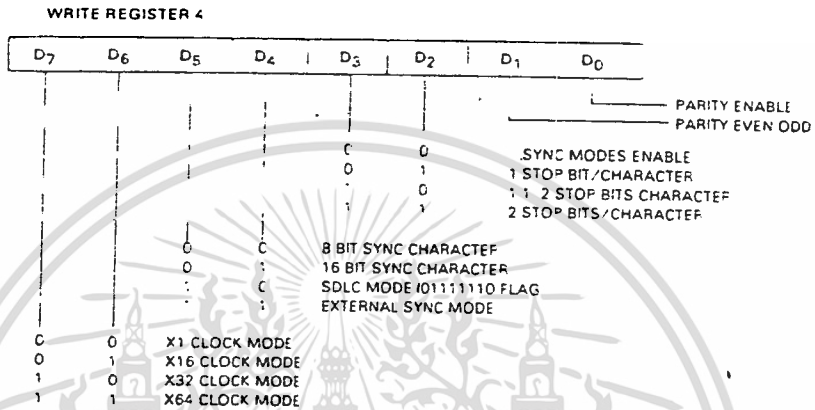 WRITE REGISTER 4
D7 D6 D5 D4 D3 D2 D1 D0
PARITY ENABLE
PARITY EVEN ODD
0 0 SYNC MODES ENABLE
0 1 1 STOP BIT/CHARACTER
0 1 1 2 STOP BITS CHARACTER
1 2 STOP BITS/CHARACTER
0 0 8 BIT SYNC CHARACTER
0 1 16 BIT SYNC CHARACTER
0 SDLC MODE (01111110 FLAG
1 EXTERNAL SYNC MODE
0 0 X1 CLOCK MODE
0 1 X16 CLOCK MODE
1 0 X32 CLOCK MODE
1 1 X64 CLOCK MODE